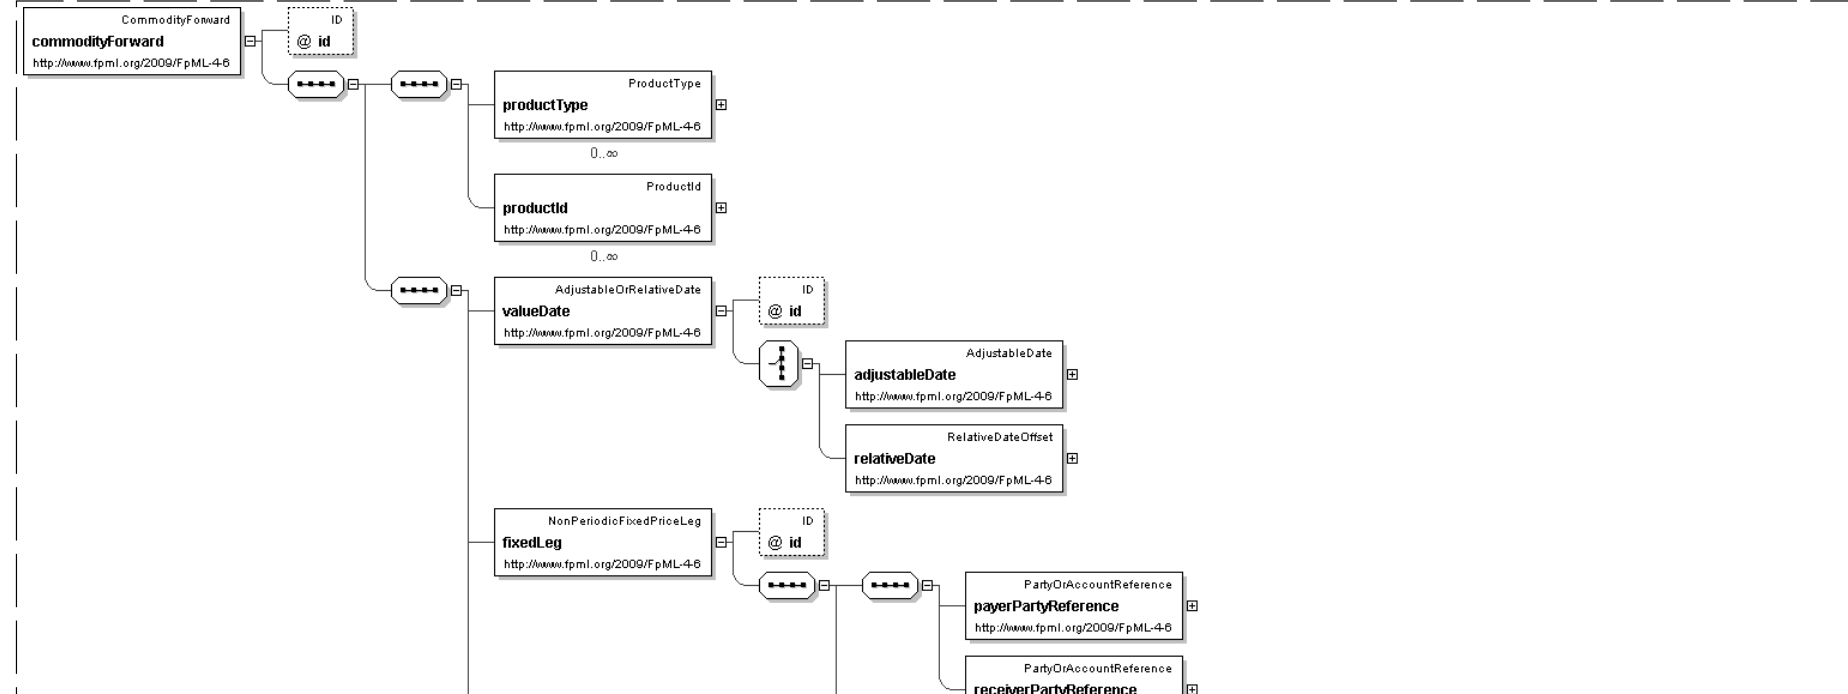 CommodityForward
commodityForward
http://www.fpml.org/2009/FpML-4-6
ID
@ id
ProductType
productType
http://www.fpml.org/2009/FpML-4-6
0..∞
ProductId
productId
http://www.fpml.org/2009/FpML-4-6
0..∞
AdjustableOrRelativeDate
valueDate
http://www.fpml.org/2009/FpML-4-6
ID
@ id
AdjustableDate
adjustableDate
http://www.fpml.org/2009/FpML-4-6
RelativeDateOffset
relativeDate
http://www.fpml.org/2009/FpML-4-6
NonPeriodicFixedPriceLeg
fixedLeg
http://www.fpml.org/2009/FpML-4-6
ID
@ id
PartyOrAccountReference
payerPartyReference
http://www.fpml.org/2009/FpML-4-6
PartyOrAccountReference
receiverPartyReference